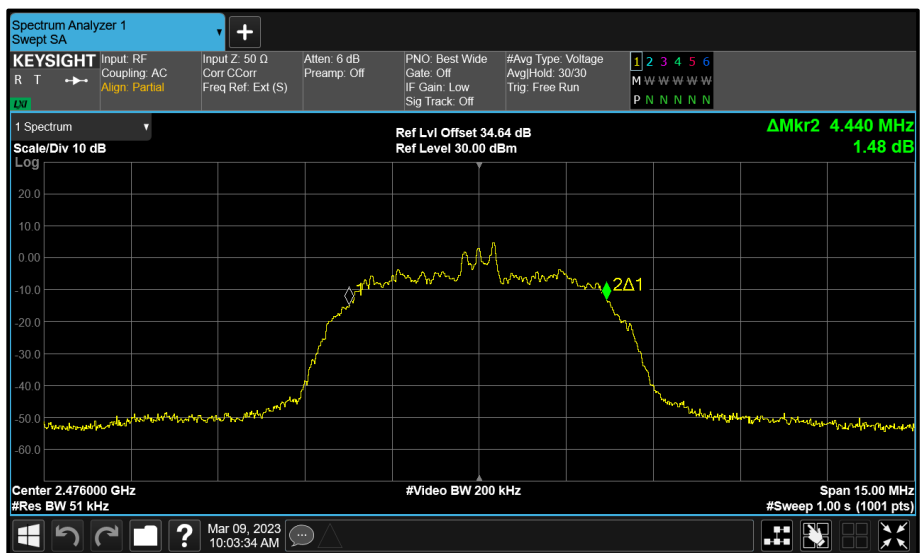 Spectrum Analyzer 1
Swept SA
+
KEYSIGHT
R T
LXI
Input: RF
Coupling: AC
Align: Partial
Input Z: 50 Ω
Corr CCorr
Freq Ref: Ext (S)
Atten: 6 dB
Preamp: Off
PNO: Best Wide
Gate: Off
IF Gain: Low
Sig Track: Off
#Avg Type: Voltage
Avg|Hold: 30/30
Trig: Free Run
1 2 3 4 5 6
M W W W W W W
P N N N N N
1 Spectrum
Scale/Div 10 dB
Log
Ref Lvl Offset 34.64 dB
Ref Level 30.00 dBm
ΔMkr2 4.440 MHz
1.48 dB
20.0
10.0
0.00
-10.0
-20.0
-30.0
-40.0
-50.0
-60.0
1
2Δ1
Center 2.476000 GHz
#Res BW 51 kHz
#Video BW 200 kHz
Span 15.00 MHz
#Sweep 1.00 s (1001 pts)
?
Mar 09, 2023
10:03:34 AM